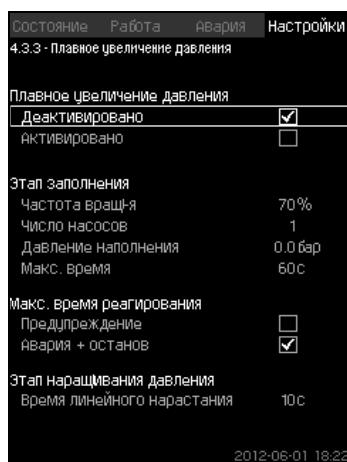 Состояние Работа Авария Настройки
4.3.3 - Плавное увеличение давления
Плавное увеличение давления
Деактивировано
Активировано
Этап заполнения
Частота вращ-я 70%
Число насосов 1
Давление наполнения 0.0 бар
Макс. время 60с
Макс. время реагирования
Предупреждение
Авария + останов
Этап наращивания давления
Время линейного нарастания 10с
2012-06-01 18:22